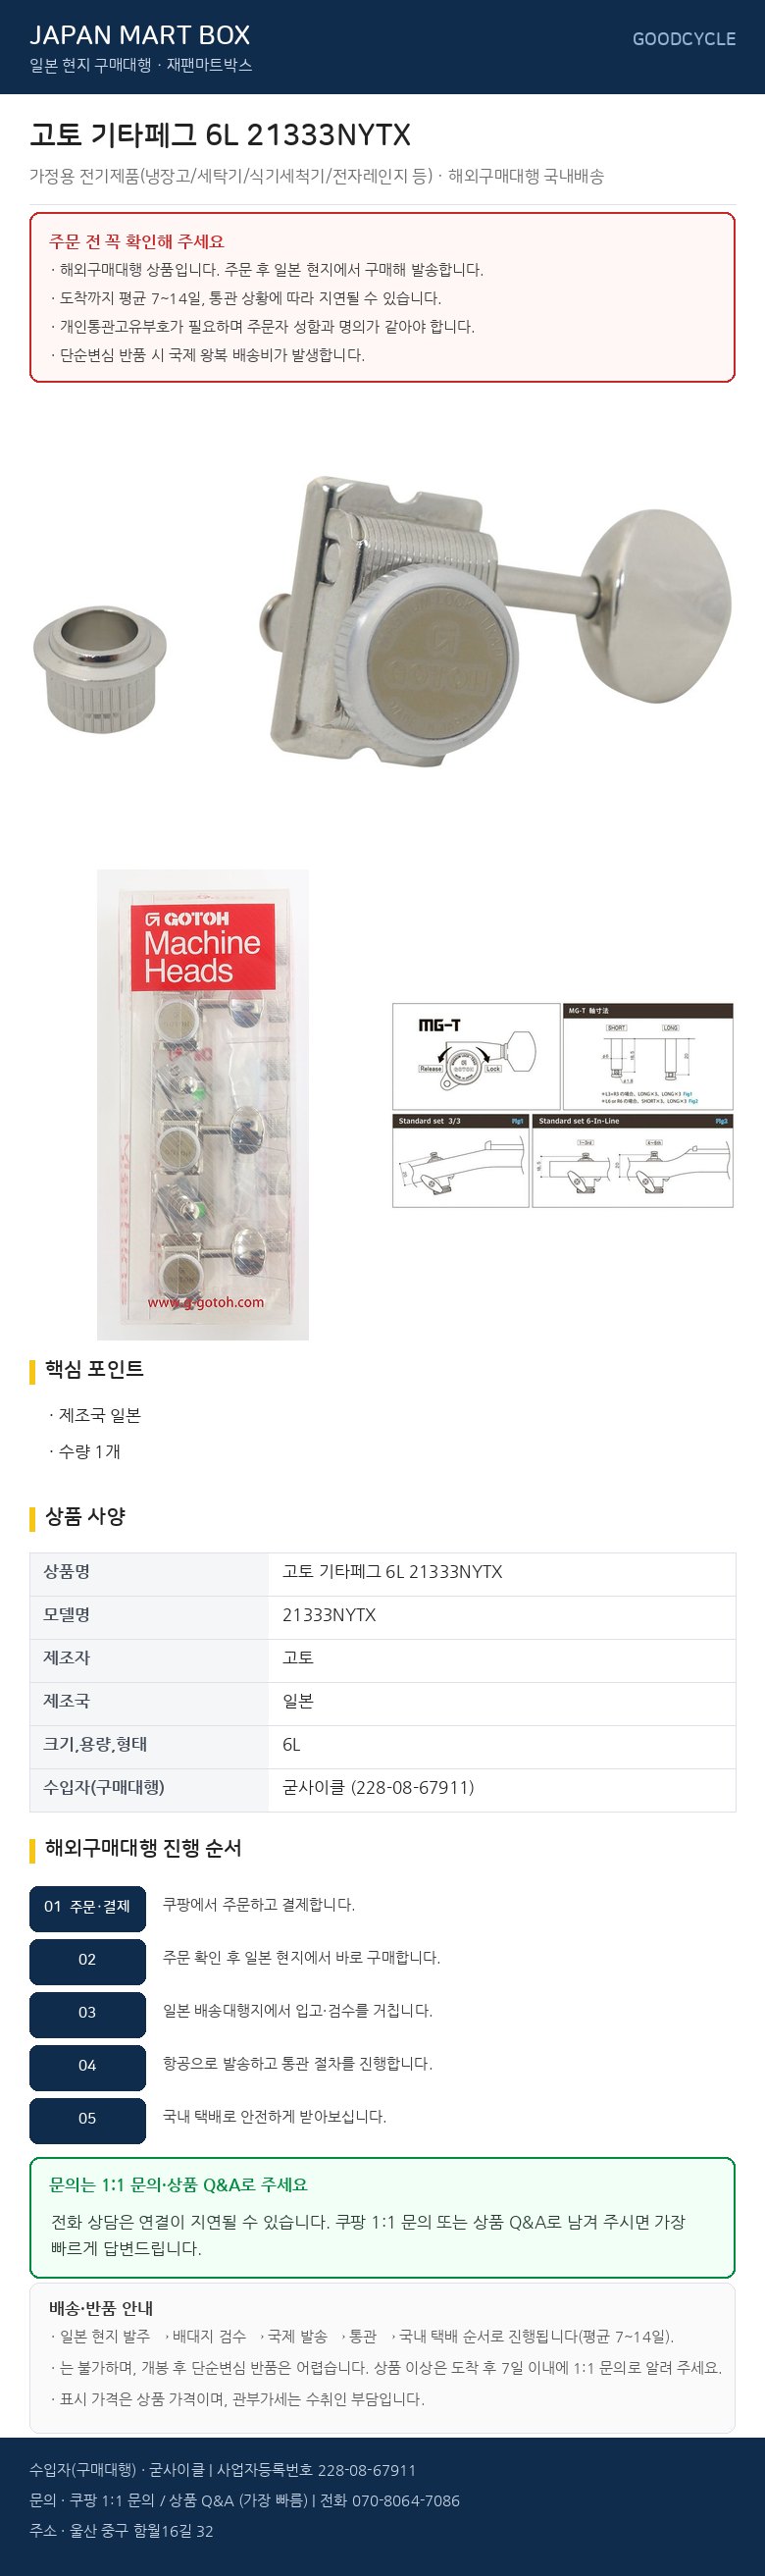 JAPAN MART BOX
일본 현지 구매대행 · 재팬마트박스
GOODCYCLE
고토 기타페그 6L 21333NYTX
가정용 전기제품(냉장고/세탁기/식기세척기/전자레인지 등) · 해외구매대행 국내배송
주문 전 꼭 확인해 주세요
· 해외구매대행 상품입니다. 주문 후 일본 현지에서 구매해 발송합니다.
· 도착까지 평균 7~14일, 통관 상황에 따라 지연될 수 있습니다.
· 개인통관고유부호가 필요하며 주문자 성함과 명의가 같아야 합니다.
· 단순변심 반품 시 국제 왕복 배송비가 발생합니다.
GOTOH
GOTOH
Machine
Heads
www.g-gotoh.com
MG-T
Release
Lock
MG-T 軸寸法
SHORT
LONG
Standard set 3/3
Fig1
Standard set 6-In-Line
Fig2
핵심 포인트
· 제조국 일본
· 수량 1개
상품 사양
상품명 고토 기타페그 6L 21333NYTX
모델명 21333NYTX
제조자 고토
제조국 일본
크기,용량,형태 6L
수입자(구매대행) 굳사이클 (228-08-67911)
해외구매대행 진행 순서
01 주문·결제 쿠팡에서 주문하고 결제합니다.
02 주문 확인 후 일본 현지에서 바로 구매합니다.
03 일본 배송대행지에서 입고·검수를 거칩니다.
04 항공으로 발송하고 통관 절차를 진행합니다.
05 국내 택배로 안전하게 받아보십니다.
문의는 1:1 문의·상품 Q&A로 주세요
전화 상담은 연결이 지연될 수 있습니다. 쿠팡 1:1 문의 또는 상품 Q&A로 남겨 주시면 가장
빠르게 답변드립니다.
배송·반품 안내
· 일본 현지 발주 › 배대지 검수 › 국제 발송 › 통관 › 국내 택배 순서로 진행됩니다(평균 7~14일).
· 는 불가하며, 개봉 후 단순변심 반품은 어렵습니다. 상품 이상은 도착 후 7일 이내에 1:1 문의로 알려 주세요.
· 표시 가격은 상품 가격이며, 관부가세는 수취인 부담입니다.
수입자(구매대행) · 굳사이클 | 사업자등록번호 228-08-67911
문의 · 쿠팡 1:1 문의 / 상품 Q&A (가장 빠름) | 전화 070-8064-7086
주소 · 울산 중구 함월16길 32